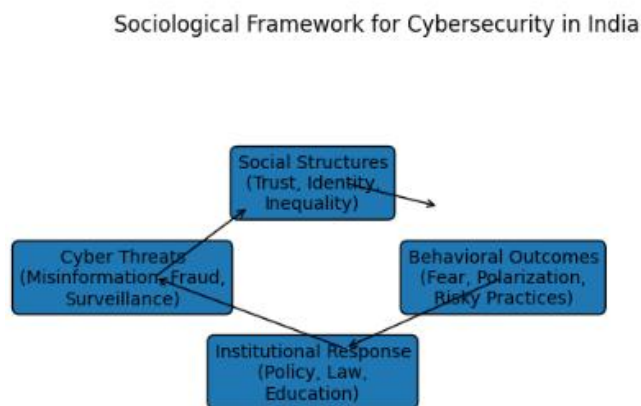 Sociological Framework for Cybersecurity in India
Social Structures
(Trust, Identity,
Inequality)
Cyber Threats
(Misinformation, Fraud,
Surveillance)
Behavioral Outcomes
(Fear, Polarization,
Risky Practices)
Institutional Response
(Policy, Law,
Education)